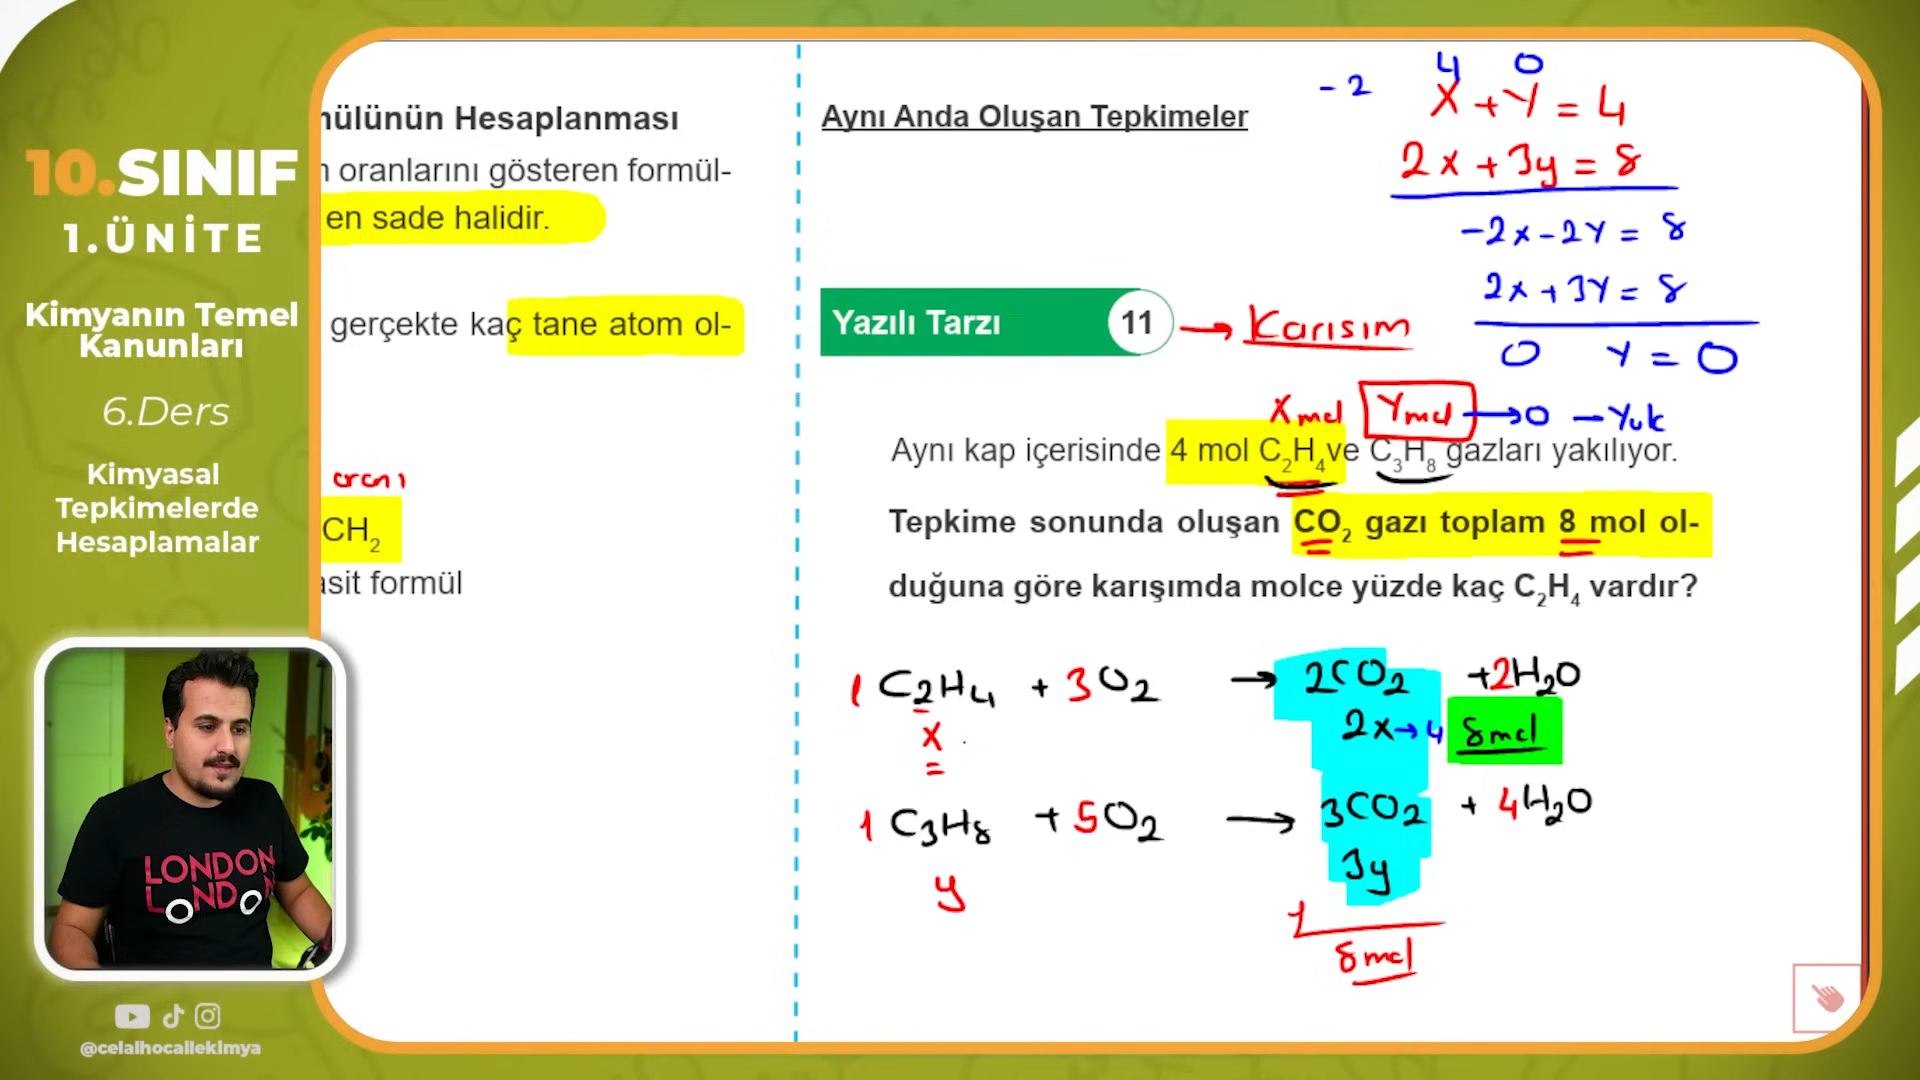 10.SINIF
1.ÜNİTE
Kimyanın Temel
Kanunları
6.Ders
Kimyasal
Tepkimelerde
Hesaplamalar
@celalhocallekimya
ülünün Hesaplanması
n oranlarını gösteren formül-
en sade halidir.
gerçekte kaç tane atom ol-
oranı
CH2
asit formül
LONDON
LONDON
Aynı Anda Oluşan Tepkimeler
Yazılı Tarzı 11 → Karışım
-2
4 0
X + Y = 4
2x + 3y = 8
-2x - 2Y = 8
2x + 3Y = 8
0 Y = 0
X mol Y mol → 0 - Yok
Aynı kap içerisinde 4 mol C2H4 ve C3H8 gazları yakılıyor.
Tepkime sonunda oluşan CO2 gazı toplam 8 mol ol-
duğuna göre karışımda molce yüzde kaç C2H4 vardır?
1 C2H4 + 3O2 → 2CO2 + 2H2O
x 2x → 4 8mol
1 C3H8 + 5O2 → 3CO2 + 4H2O
y 3y
8mol